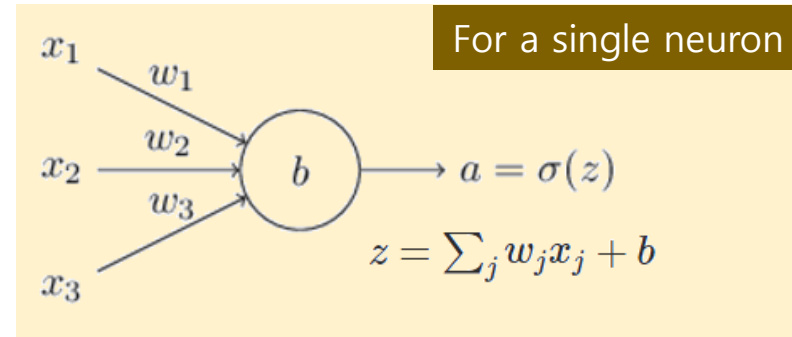 For a single neuron
x₁
w₁
w₂
x₂
b
a = σ(z)
w₃
z = ∑ⱼ wⱼxⱼ + b
x₃